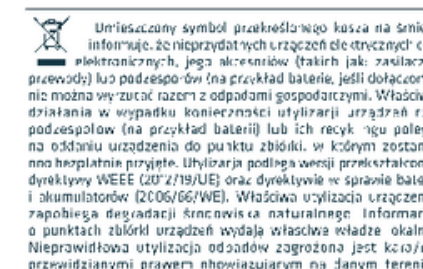 Umieszczony symbol przekreślonego kosza na śmie
informuje, że nieprzydatnych urządzeń elektrycznych c
elektronicznych, jego akcesoriów (takich jak: zasilacz
przewody) lub podzespołów (na przykład baterie, jeśli dołączon
nie można wyrzucać razem z odpadami gospodarczymi. Właściw
działania w wypadku konieczności utylizacji urządzeń
podzespołów (na przykład baterii) lub ich recyklingu pole
na oddaniu urządzenia do punktu zbiórki, w którym zostan
ono bezpłatnie przyjęte. Utylizacja podlega wersji przekształcon
dyrektywy WEEE (2012/19/UE) oraz dyrektywie w sprawie bate
i akumulatorów (2006/66/WE). Właściwa utylizacja urządzen
zapobiega degradacji środowiska naturalnego. Informac
o punktach zbiórki urządzeń wydają właściwe władze okaln
Nieprawidłowa utylizacja odpadów zagrożona jest kara
przewidzianymi prawem obowiązującym na danym tereni